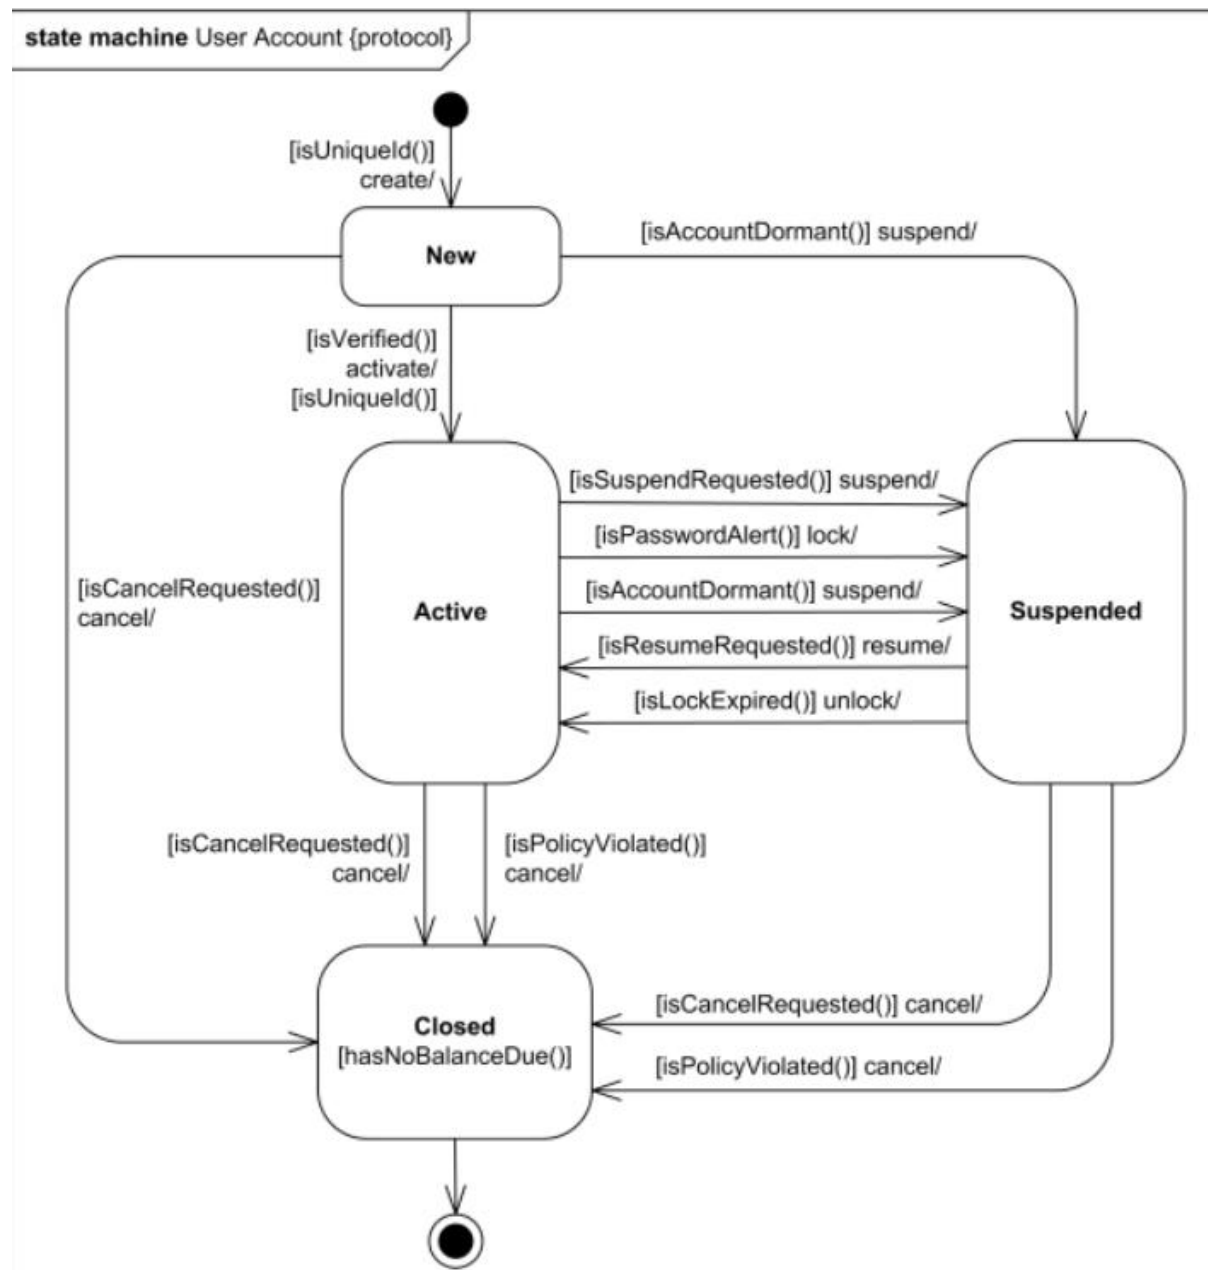 state machine User Account {protocol}
[isUniqueId()]
create/
New
[isAccountDormant()] suspend/
[isVerified()]
activate/
[isUniqueId()]
[isSuspendRequested()] suspend/
[isPasswordAlert()] lock/
[isCancelRequested()]
cancel/
Active
[isAccountDormant()] suspend/
Suspended
[isResumeRequested()] resume/
[isLockExpired()] unlock/
[isCancelRequested()]
cancel/
[isPolicyViolated()]
cancel/
Closed
[hasNoBalanceDue()]
[isCancelRequested()] cancel/
[isPolicyViolated()] cancel/